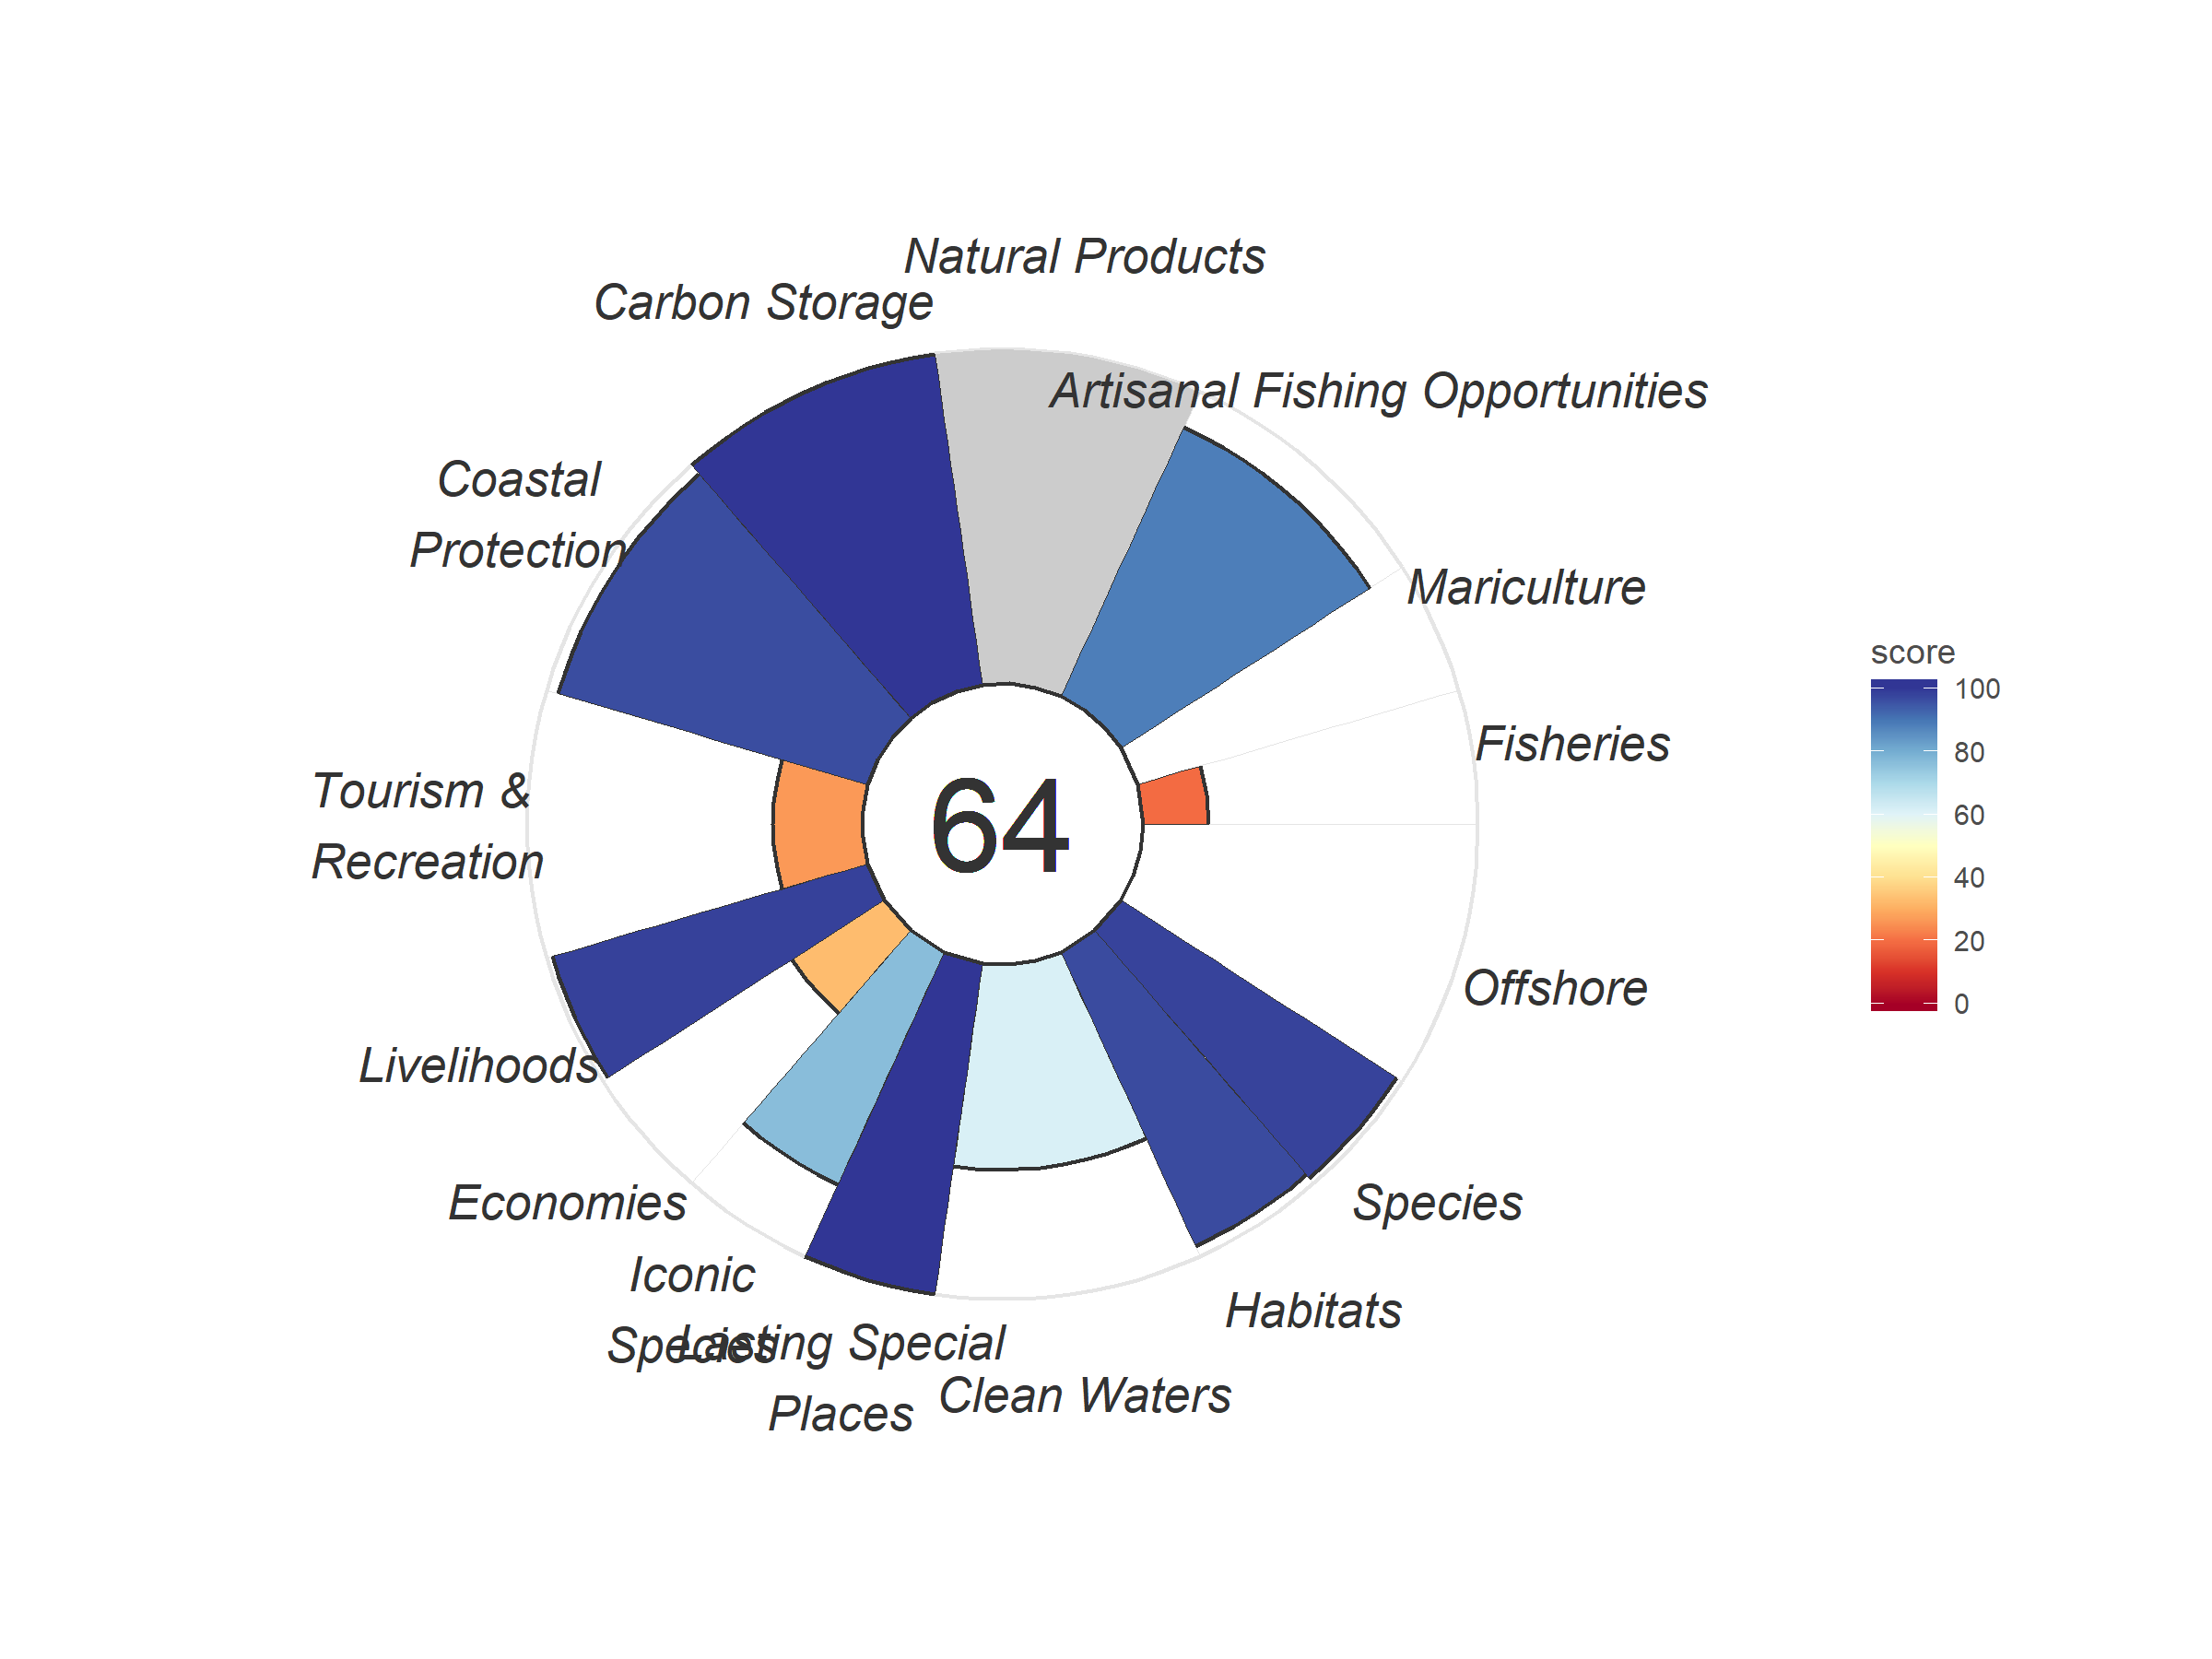 Natural Products
Carbon Storage
Artisanal Fishing Opportunities
Coastal
Protection
Mariculture
Fisheries
Tourism &
Recreation
64
Offshore
Livelihoods
Species
Economies
Iconic
Species
Habitats
Lasting Special
Places
Clean Waters
score
100
80
60
40
20
0